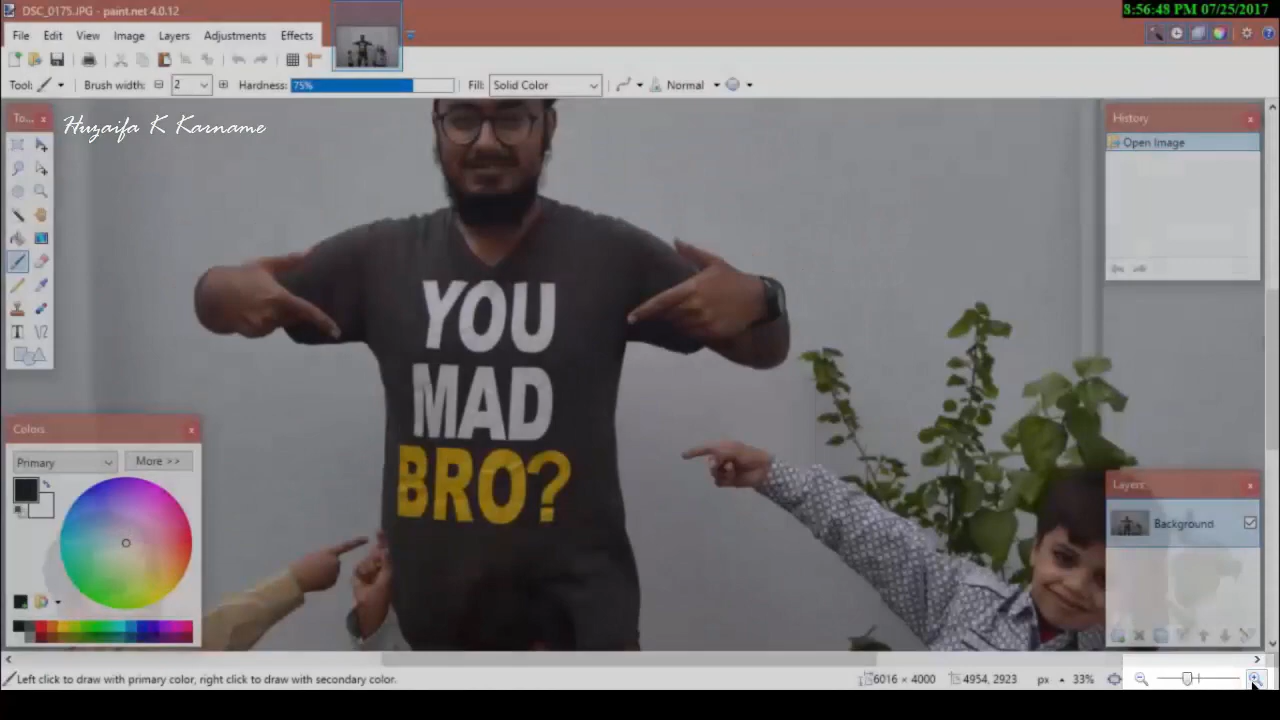 DSC_0175.JPG - paint.net 4.0.12
8:56:48 PM 07/25/2017
File Edit View Image Layers Adjustments Effects
Tool: Brush width: 2 Hardness: 75% Fill: Solid Color Normal
To...
Huzaifa K Karname
History
Open Image
YOU
MAD
BRO?
Colors
Primary More >>
Layers
Background
Left click to draw with primary color, right click to draw with secondary color. 6016 × 4000 4954, 2923 px 33%